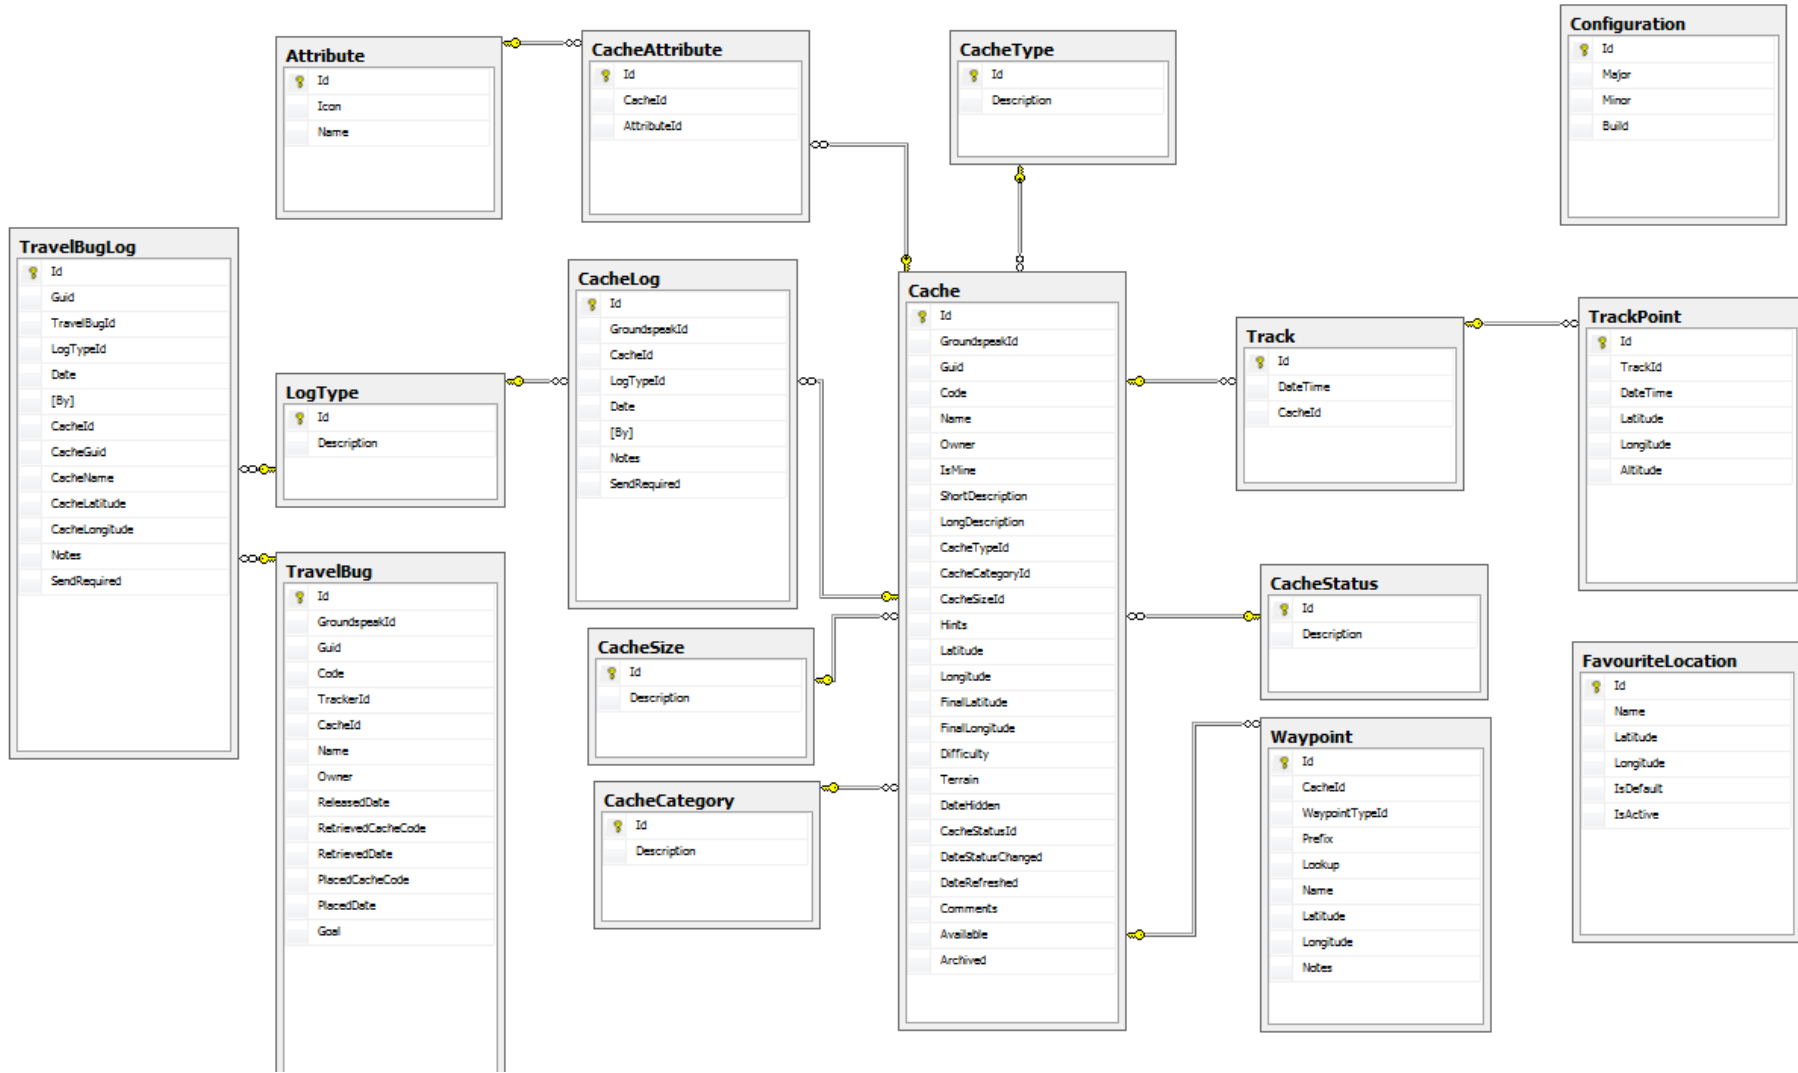 Attribute
Id
Icon
Name
CacheAttribute
Id
CacheId
AttributeId
CacheType
Id
Description
Configuration
Id
Major
Minor
Build
TravelBugLog
Id
Guid
TravelBugId
LogTypeId
Date
[By]
CacheId
CacheGuid
CacheName
CacheLatitude
CacheLongitude
Notes
SendRequired
LogType
Id
Description
TravelBug
Id
GroundspeakId
Guid
Code
TrackerId
CacheId
Name
Owner
ReleasedDate
RetrievedCacheCode
RetrievedDate
PlacedCacheCode
PlacedDate
Goal
CacheLog
Id
GroundspeakId
CacheId
LogTypeId
Date
[By]
Notes
SendRequired
CacheSize
Id
Description
CacheCategory
Id
Description
Cache
Id
GroundspeakId
Guid
Code
Name
Owner
IsMine
ShortDescription
LongDescription
CacheTypeId
CacheCategoryId
CacheSizeId
Hints
Latitude
Longitude
FinalLatitude
FinalLongitude
Difficulty
Terrain
DateHidden
CacheStatusId
DateStatusChanged
DateRefreshed
Comments
Available
Archived
Track
Id
DateTime
CacheId
TrackPoint
Id
TrackId
DateTime
Latitude
Longitude
Altitude
CacheStatus
Id
Description
Waypoint
Id
CacheId
WaypointTypeId
Prefix
Lookup
Name
Latitude
Longitude
Notes
FavouriteLocation
Id
Name
Latitude
Longitude
IsDefault
IsActive